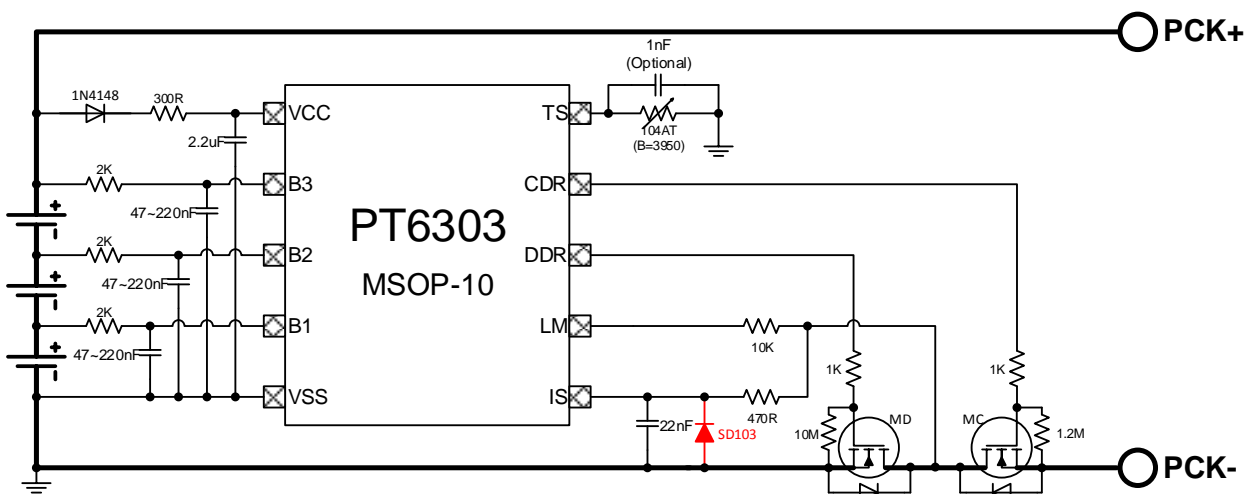 PCK+
1nF
(Optional)
1N4148
300R
VCC
TS
2.2uF
104AT
(B=3950)
2K
B3
CDR
47~220nF
PT6303
MSOP-10
2K
B2
DDR
47~220nF
2K
B1
LM
10K
47~220nF
1K
1K
VSS
IS
470R
22nF
SD103
10M
MD
MC
1.2M
PCK-